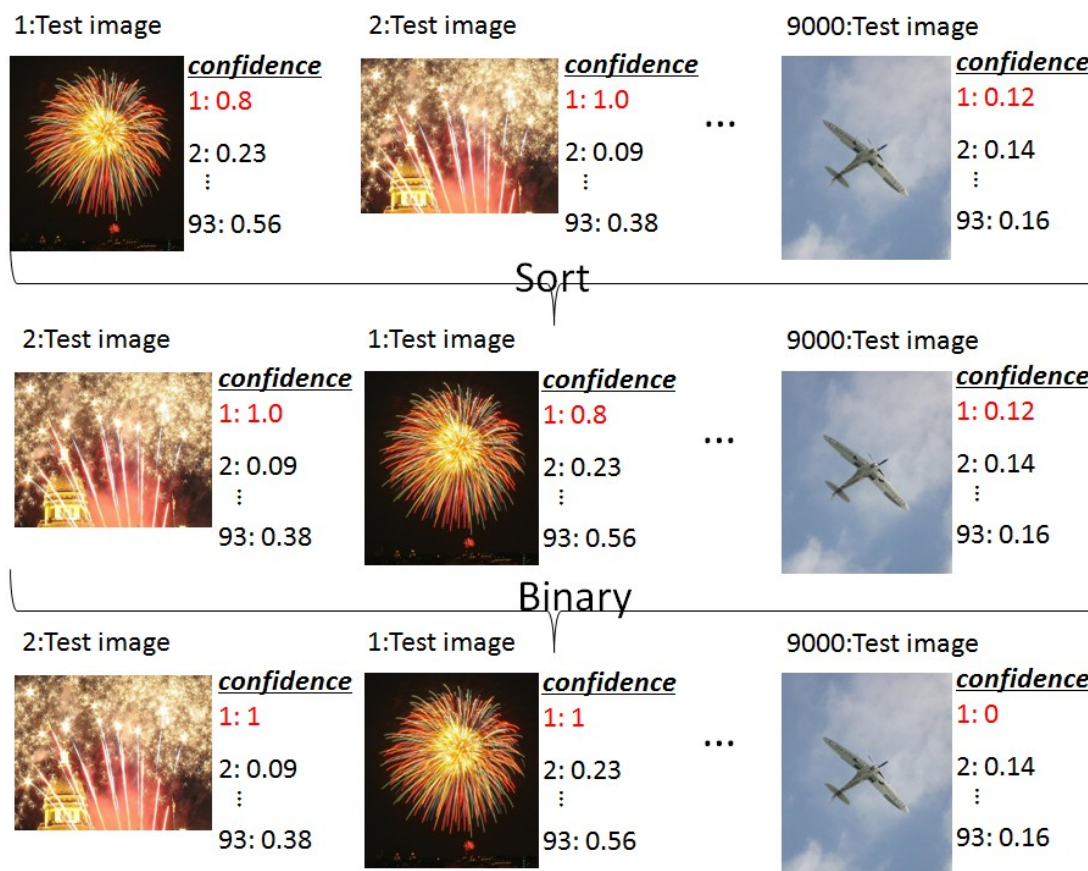 1:Test image
confidence
1: 0.8
2: 0.23
⋮
93: 0.56
2:Test image
confidence
1: 1.0
2: 0.09
⋮
93: 0.38
...
9000:Test image
confidence
1: 0.12
2: 0.14
⋮
93: 0.16
Sort
2:Test image
confidence
1: 1.0
2: 0.09
⋮
93: 0.38
1:Test image
confidence
1: 0.8
2: 0.23
⋮
93: 0.56
...
9000:Test image
confidence
1: 0.12
2: 0.14
⋮
93: 0.16
Binary
2:Test image
confidence
1: 1
2: 0.09
⋮
93: 0.38
1:Test image
confidence
1: 1
2: 0.23
⋮
93: 0.56
...
9000:Test image
confidence
1: 0
2: 0.14
⋮
93: 0.16